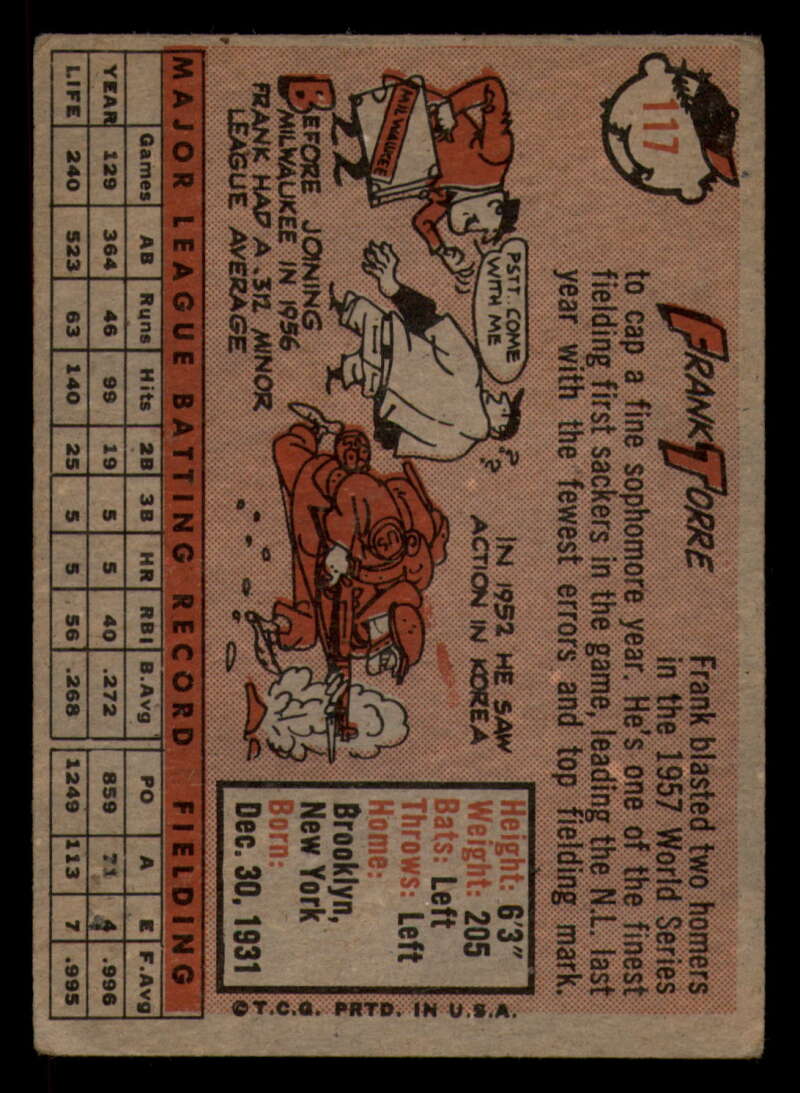 117
FRANK TORRE
Frank blasted two homers
in the 1957 World Series
to cap a fine sophomore year. He's one of the finest
fielding first sackers in the game, leading the N.L. last
year with the fewest errors and top fielding mark.
PSTT..COME
WITH ME
MILWAUKEE
??
BEFORE JOINING
MILWAUKEE IN 1956
FRANK HAD A .312 MINOR
LEAGUE AVERAGE
IN 1952 HE SAW
ACTION IN KOREA
Height: 6'3"
Weight: 205
Bats: Left
Throws: Left
Home:
Brooklyn,
New York
Born:
Dec. 30, 1931
©T.C.G. PRTD. IN U.S.A.
MAJOR LEAGUE BATTING RECORD FIELDING
Games AB Runs Hits 2B 3B HR RBI B.Avg PO A E F.Avg
YEAR 129 364 46 99 19 5 5 40 .272 859 71 4 .996
LIFE 240 523 63 140 25 5 5 56 .268 1249 113 7 .995